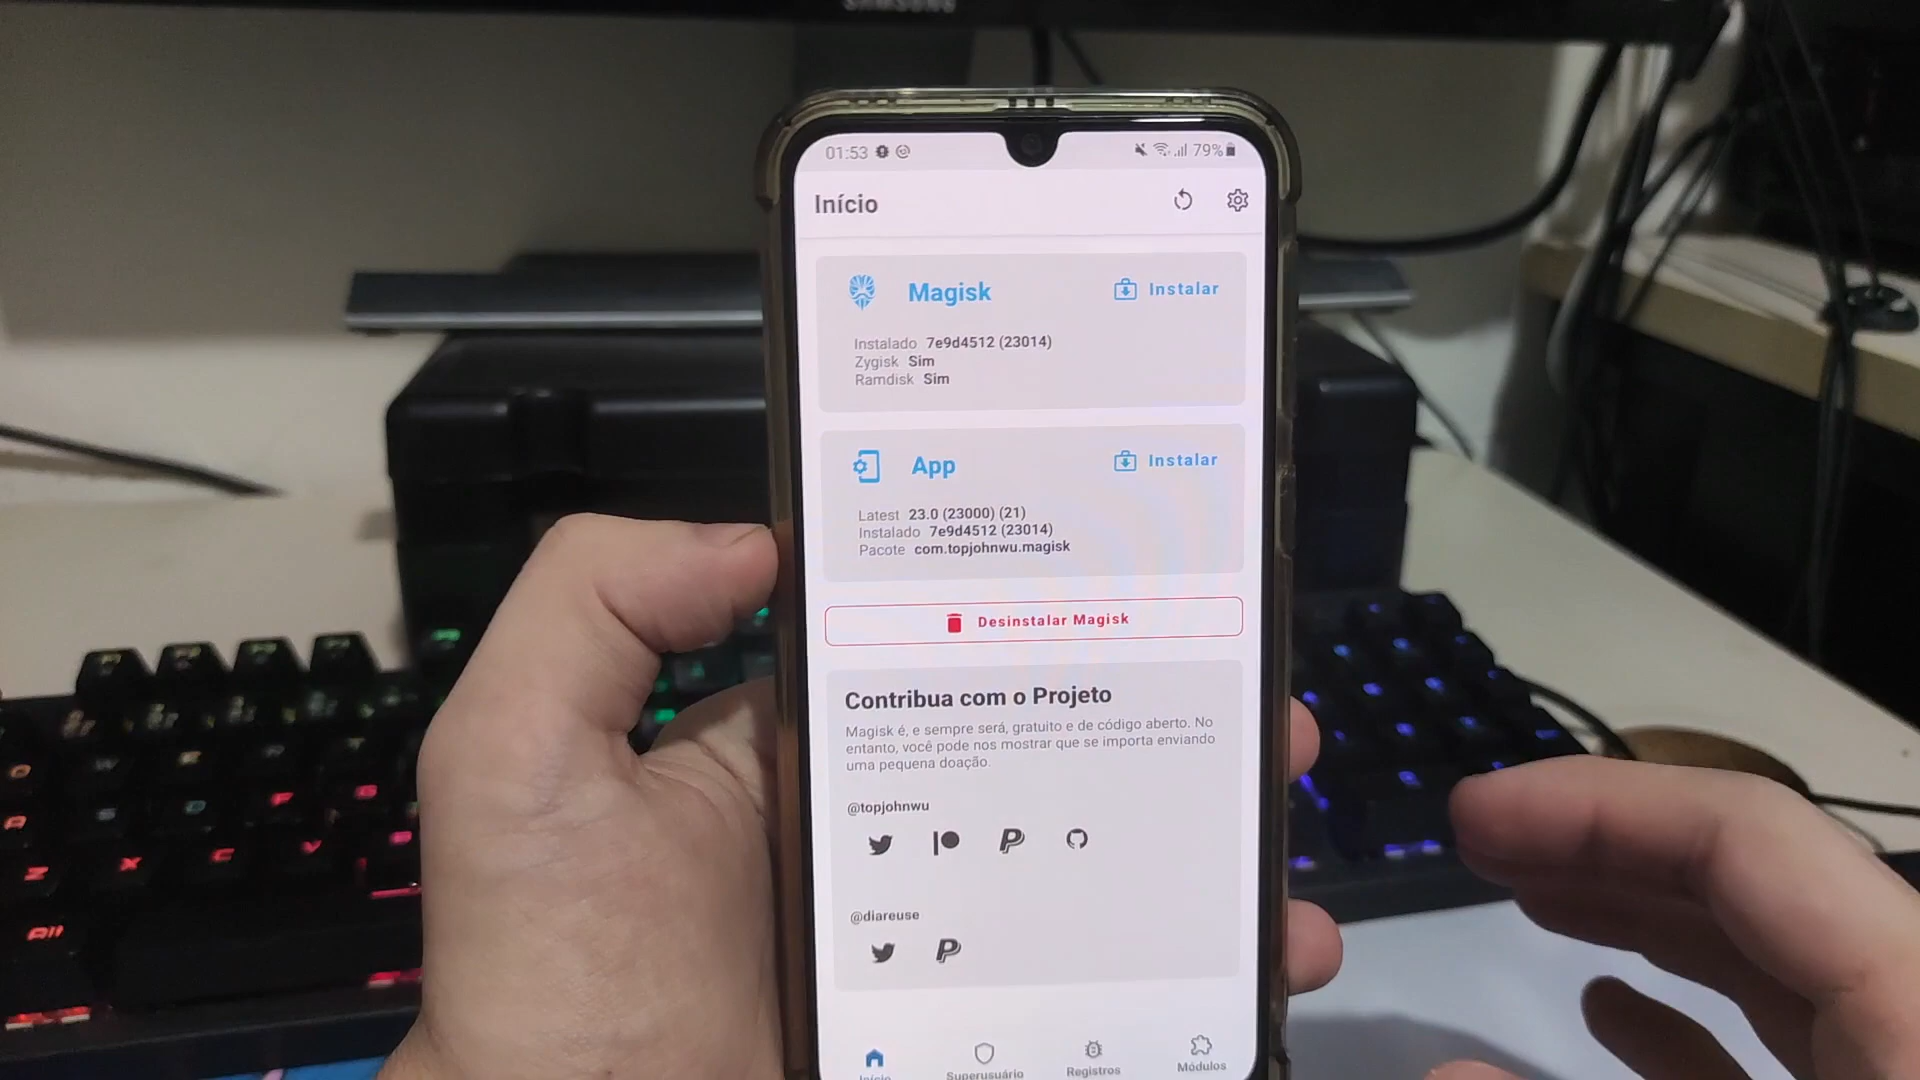 SAMSUNG
01:53
79%
Início
Magisk
Instalar
Instalado 7e9d4512 (23014)
Zygisk Sim
Ramdisk Sim
App
Instalar
Latest 23.0 (23000) (21)
Instalado 7e9d4512 (23014)
Pacote com.topjohnwu.magisk
Desinstalar Magisk
Contribua com o Projeto
Magisk é, e sempre será, gratuito e de código aberto. No
entanto, você pode nos mostrar que se importa enviando
uma pequena doação.
@topjohnwu
@diareuse
Início
Superusuário
Registros
Módulos
Z X C V
Alt